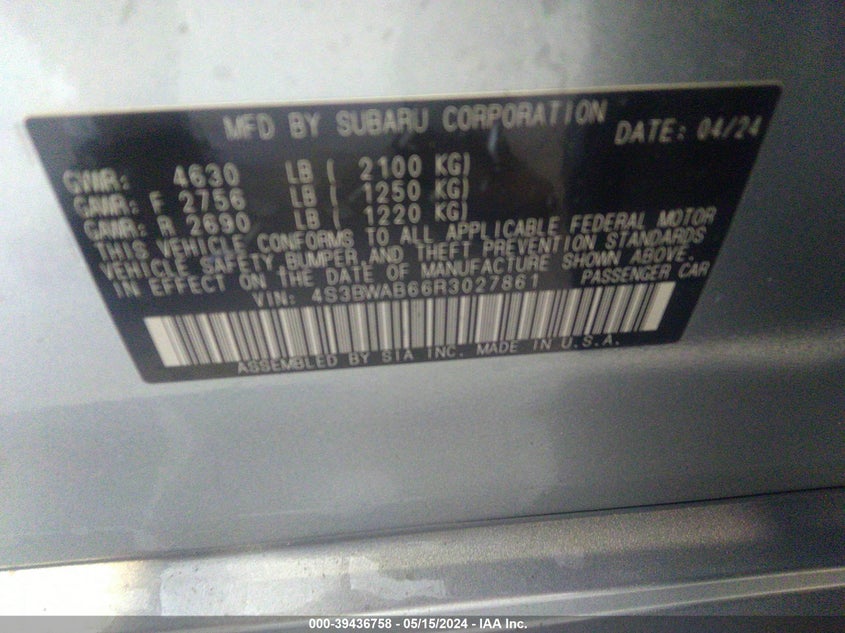 MFD BY SUBARU CORPORATION DATE: 04/24
GVWR: 4630 LB ( 2100 KG)
GAWR: F 2756 LB ( 1250 KG)
GAWR: R 2690 LB ( 1220 KG)
THIS VEHICLE CONFORMS TO ALL APPLICABLE FEDERAL MOTOR
VEHICLE SAFETY, BUMPER, AND THEFT PREVENTION STANDARDS
IN EFFECT ON THE DATE OF MANUFACTURE SHOWN ABOVE.
VIN: 4S3BWAB66R3027861 PASSENGER CAR
ASSEMBLED BY SIA INC. MADE IN U.S.A.
000-39436758 - 05/15/2024 - IAA Inc.